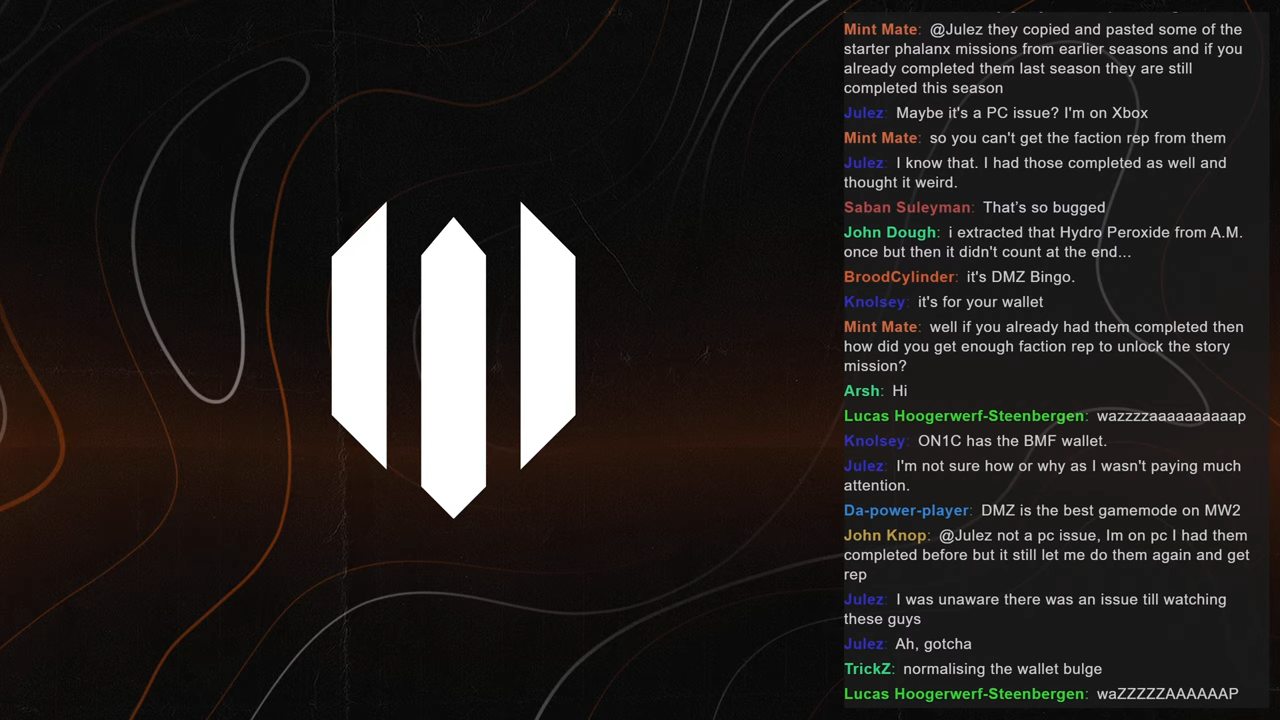 Mint Mate: @Julez they copied and pasted some of the
starter phalanx missions from earlier seasons and if you
already completed them last season they are still
completed this season
Julez: Maybe it's a PC issue? I'm on Xbox
Mint Mate: so you can't get the faction rep from them
Julez: I know that. I had those completed as well and
thought it weird.
Saban Suleyman: That’s so bugged
John Dough: i extracted that Hydro Peroxide from A.M.
once but then it didn't count at the end...
BroodCylinder: it's DMZ Bingo.
Knolsey: it's for your wallet
Mint Mate: well if you already had them completed then
how did you get enough faction rep to unlock the story
mission?
Arsh: Hi
Lucas Hoogerwerf-Steenbergen: wazzzzaaaaaaaaaap
Knolsey: ON1C has the BMF wallet.
Julez: I'm not sure how or why as I wasn't paying much
attention.
Da-power-player: DMZ is the best gamemode on MW2
John Knop: @Julez not a pc issue, Im on pc I had them
completed before but it still let me do them again and get
rep
Julez: I was unaware there was an issue till watching
these guys
Julez: Ah, gotcha
TrickZ: normalising the wallet bulge
Lucas Hoogerwerf-Steenbergen: waZZZZZAAAAAAP